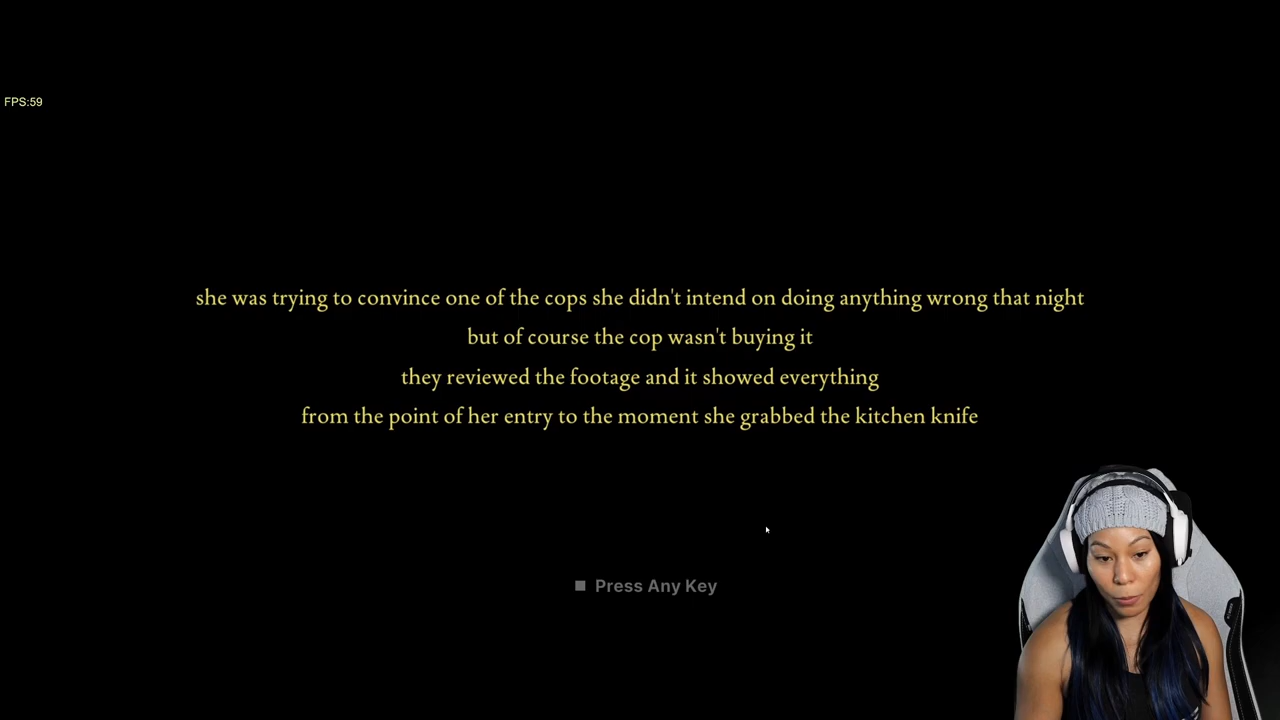 FPS:59
she was trying to convince one of the cops she didn't intend on doing anything wrong that night
but of course the cop wasn't buying it
they reviewed the footage and it showed everything
from the point of her entry to the moment she grabbed the kitchen knife
Press Any Key